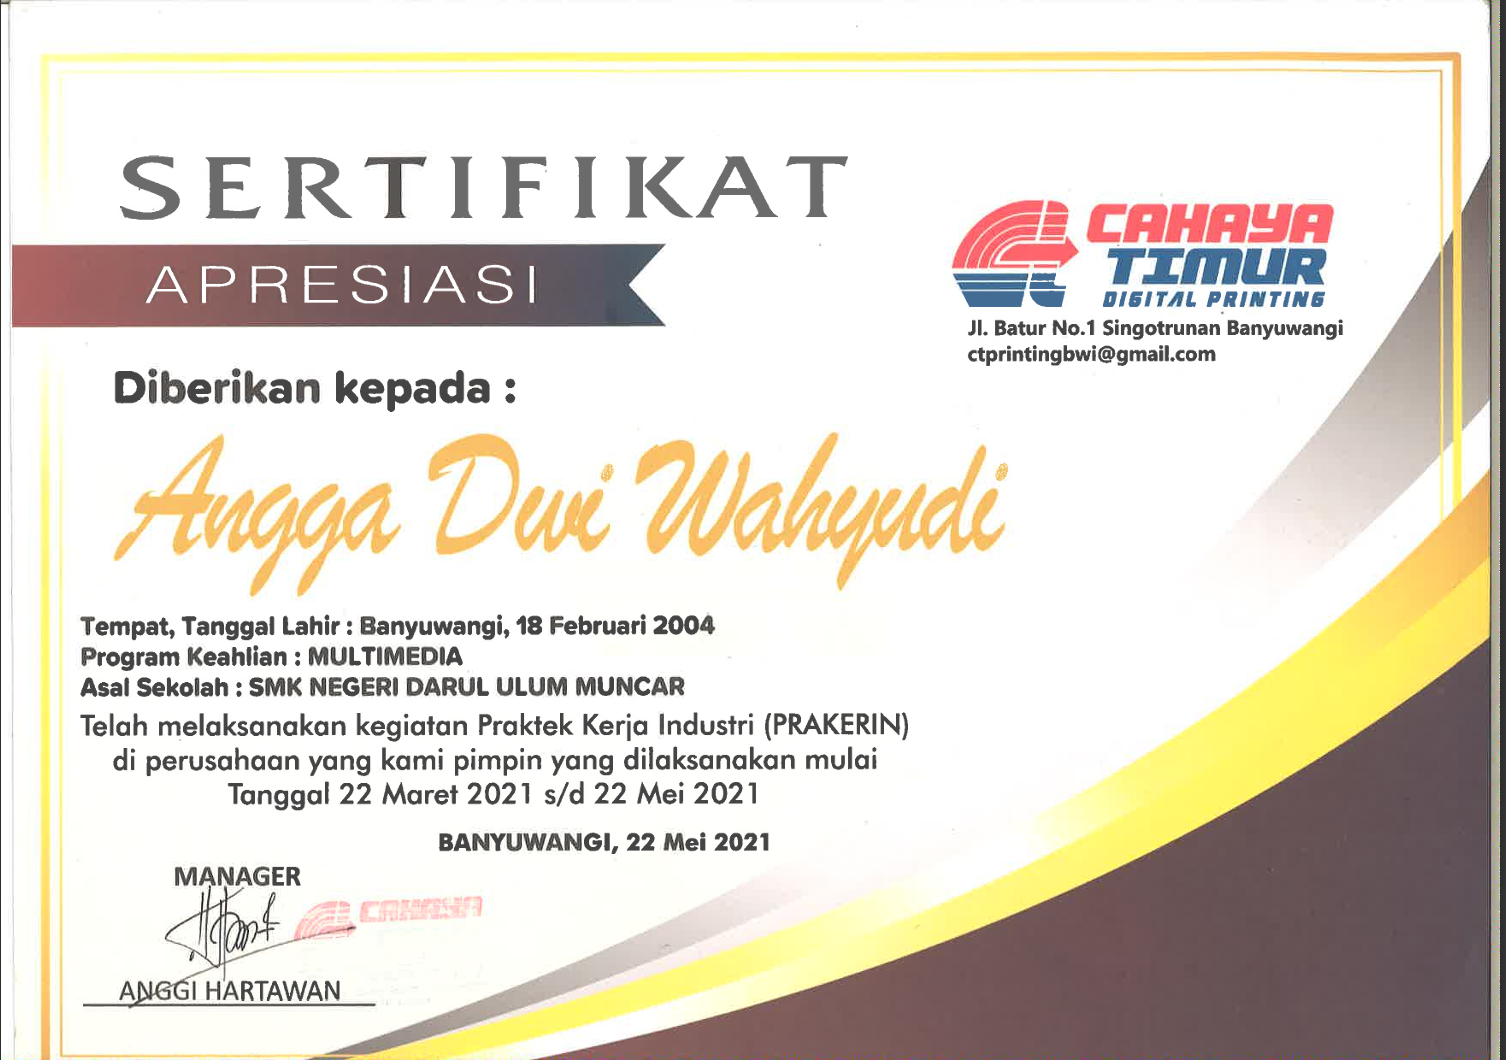 SERTIFIKAT
APRESIASI
CAHAYA
TIMUR
DIGITAL PRINTING
Jl. Batur No.1 Singotrunan Banyuwangi
ctprintingbwi@gmail.com
Diberikan kepada :
Angga Dwi Wahyudi
Tempat, Tanggal Lahir : Banyuwangi, 18 Februari 2004
Program Keahlian : MULTIMEDIA
Asal Sekolah : SMK NEGERI DARUL ULUM MUNCAR
Telah melaksanakan kegiatan Praktek Kerja Industri (PRAKERIN)
di perusahaan yang kami pimpin yang dilaksanakan mulai
Tanggal 22 Maret 2021 s/d 22 Mei 2021
BANYUWANGI, 22 Mei 2021
MANAGER
CAHAYA
ANGGI HARTAWAN